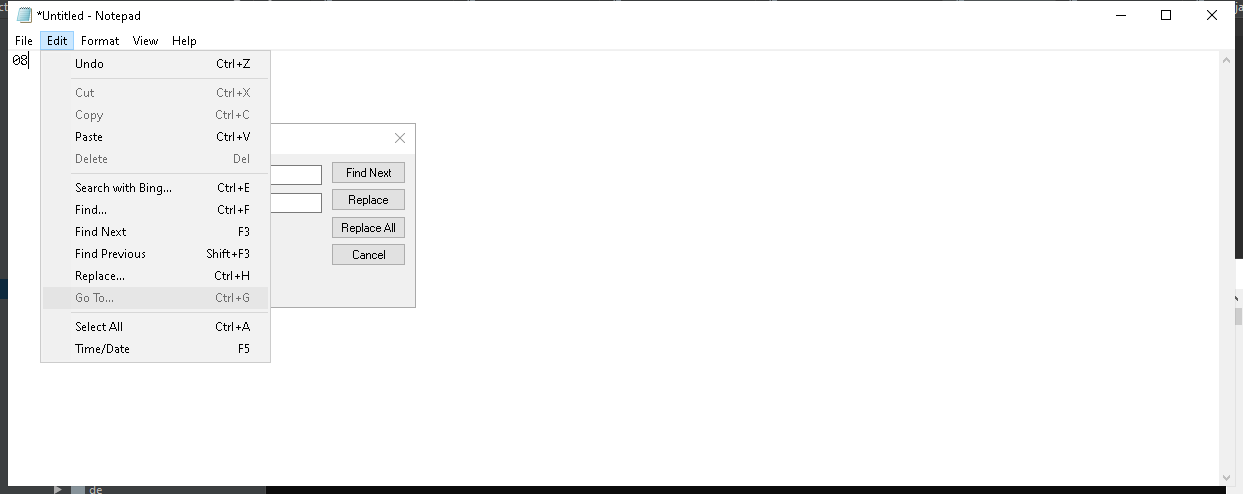 *Untitled - Notepad
File Edit Format View Help
08
Undo Ctrl+Z
Cut Ctrl+X
Copy Ctrl+C
Paste Ctrl+V
Delete Del
Search with Bing... Ctrl+E
Find... Ctrl+F
Find Next F3
Find Previous Shift+F3
Replace... Ctrl+H
Go To... Ctrl+G
Select All Ctrl+A
Time/Date F5
Find Next
Replace
Replace All
Cancel
de